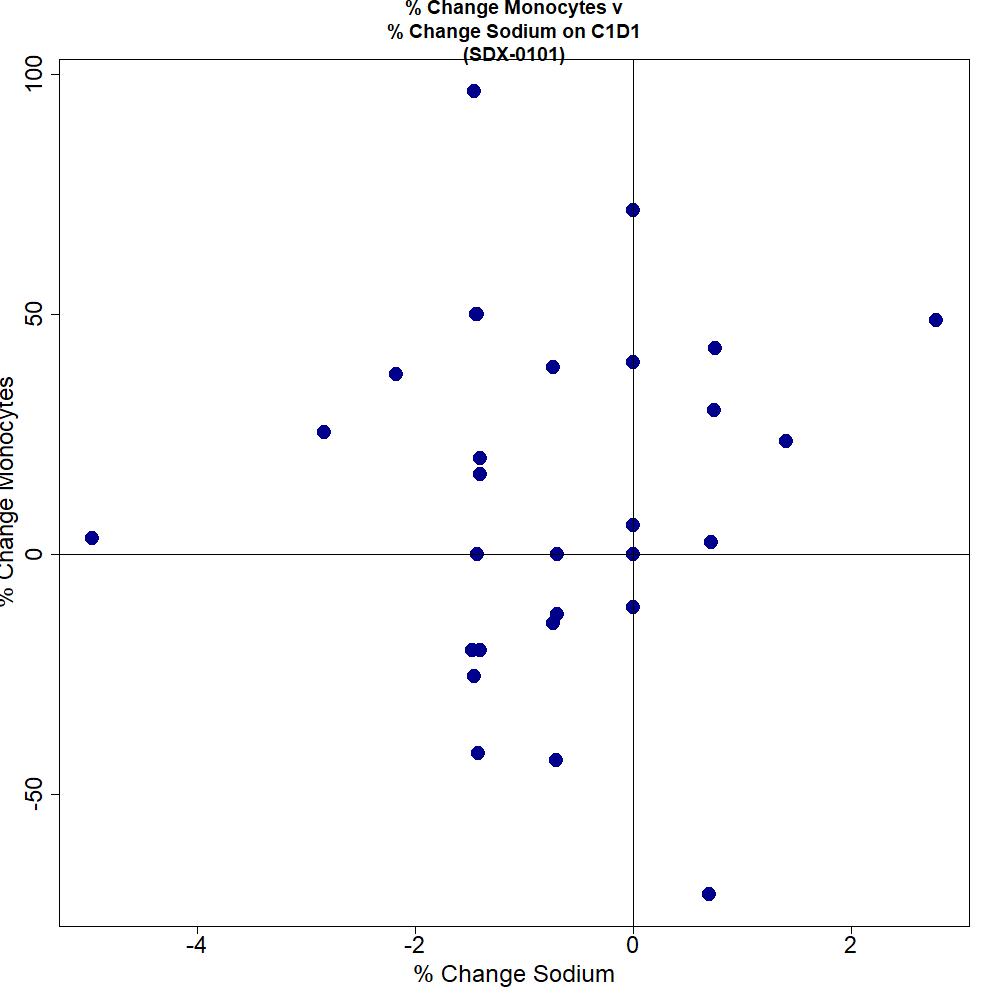 % Change Monocytes v
% Change Sodium on C1D1
(SDX-0101)
100
50
0
-50
% Change Monocytes
-4
-2
0
2
% Change Sodium